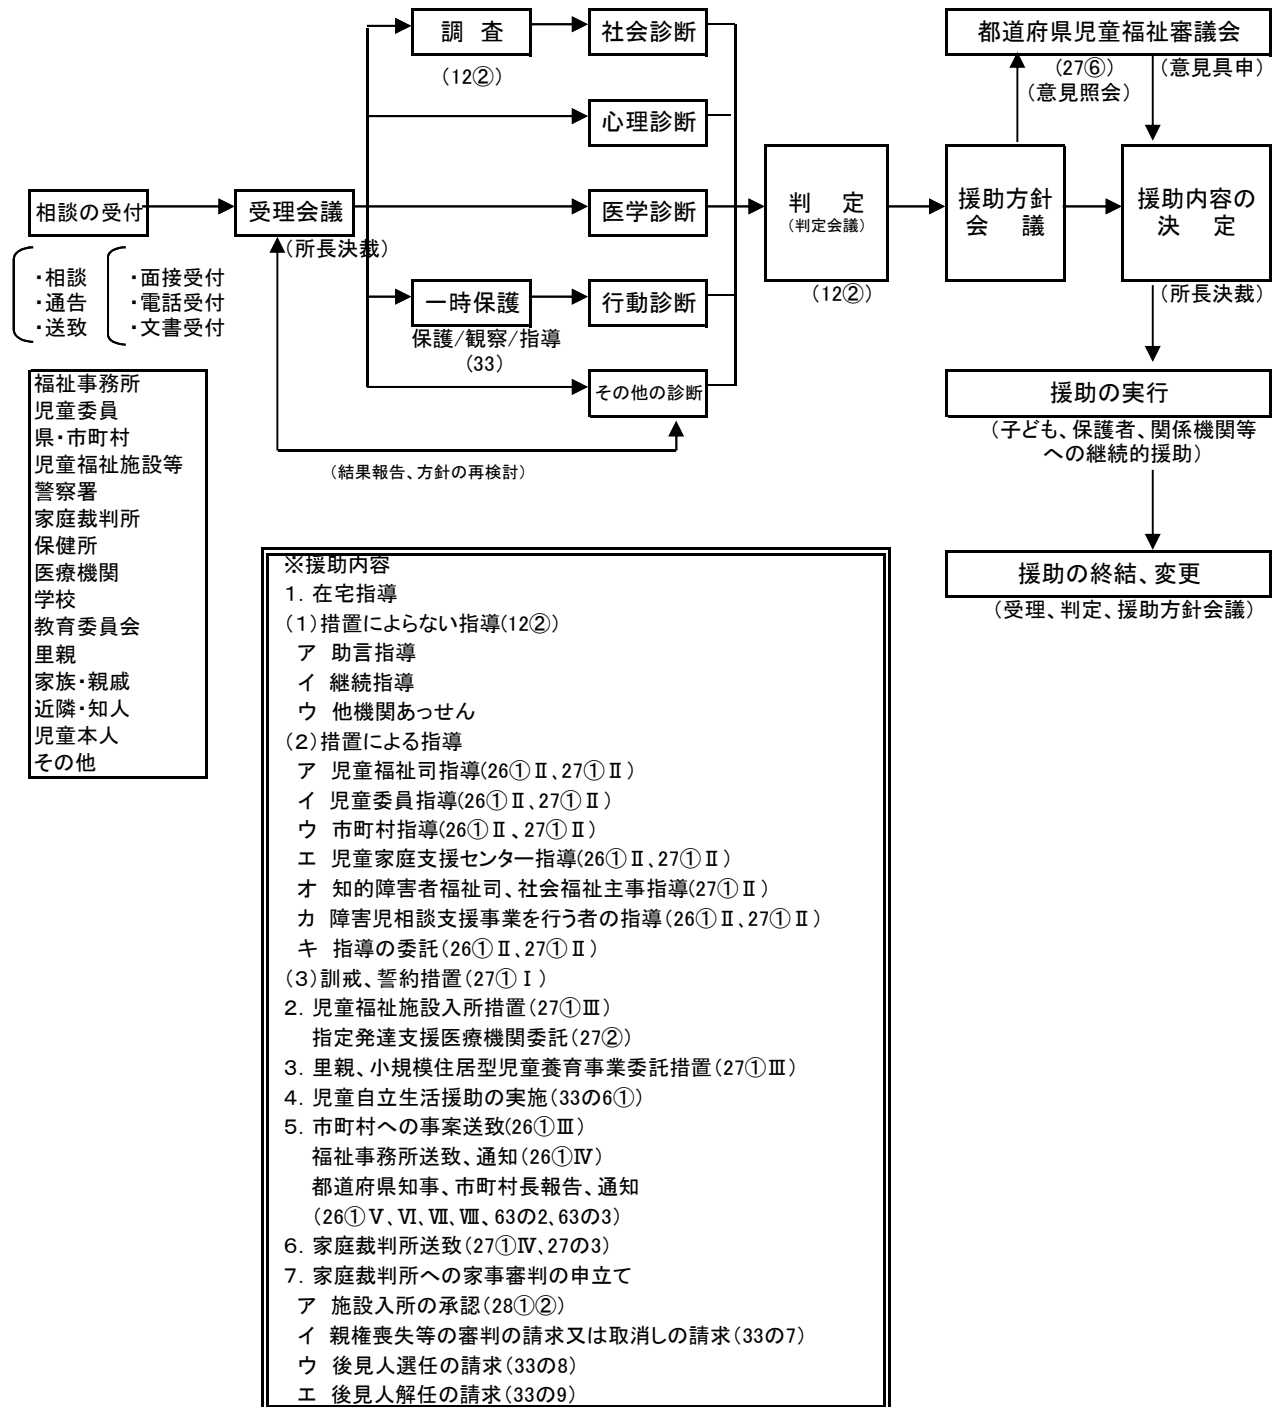 調 査
社会診断
都道府県児童福祉審議会
(12②)
(27⑥)
(意見具申)
(意見照会)
心理診断
相談の受付
受理会議
医学診断
判 定
(判定会議)
援助方針
会 議
援助内容の
決 定
(所長決裁)
・相談
・通告
・送致
・面接受付
・電話受付
・文書受付
一時保護
行動診断
(12②)
(所長決裁)
保護/観察/指導
(33)
その他の診断
援助の実行
(子ども、保護者、関係機関等
への継続的援助)
(結果報告、方針の再検討)
福祉事務所
児童委員
県・市町村
児童福祉施設等
警察署
家庭裁判所
保健所
医療機関
学校
教育委員会
里親
家族・親戚
近隣・知人
児童本人
その他
援助の終結、変更
(受理、判定、援助方針会議)
※援助内容
1. 在宅指導
(1)措置によらない指導(12②)
ア 助言指導
イ 継続指導
ウ 他機関あっせん
(2)措置による指導
ア 児童福祉司指導(26①Ⅱ、27①Ⅱ)
イ 児童委員指導(26①Ⅱ、27①Ⅱ)
ウ 市町村指導(26①Ⅱ、27①Ⅱ)
エ 児童家庭支援センター指導(26①Ⅱ、27①Ⅱ)
オ 知的障害者福祉司、社会福祉主事指導(27①Ⅱ)
カ 障害児相談支援事業を行う者の指導(26①Ⅱ、27①Ⅱ)
キ 指導の委託(26①Ⅱ、27①Ⅱ)
(3)訓戒、誓約措置(27①Ⅰ)
2. 児童福祉施設入所措置(27①Ⅲ)
指定発達支援医療機関委託(27②)
3. 里親、小規模住居型児童養育事業委託措置(27①Ⅲ)
4. 児童自立生活援助の実施(33の6①)
5. 市町村への事案送致(26①Ⅲ)
福祉事務所送致、通知(26①Ⅳ)
都道府県知事、市町村長報告、通知
(26①Ⅴ、Ⅵ、Ⅶ、Ⅷ、63の2、63の3)
6. 家庭裁判所送致(27①Ⅳ、27の3)
7. 家庭裁判所への家事審判の申立て
ア 施設入所の承認(28①②)
イ 親権喪失等の審判の請求又は取消しの請求(33の7)
ウ 後見人選任の請求(33の8)
エ 後見人解任の請求(33の9)